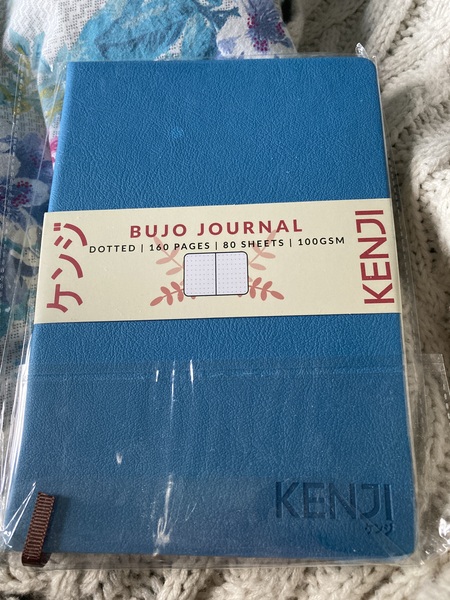 BUJO JOURNAL
DOTTED | 160 PAGES | 80 SHEETS | 100GSM
ケンジ
KENJI
KENJI
ケンジ